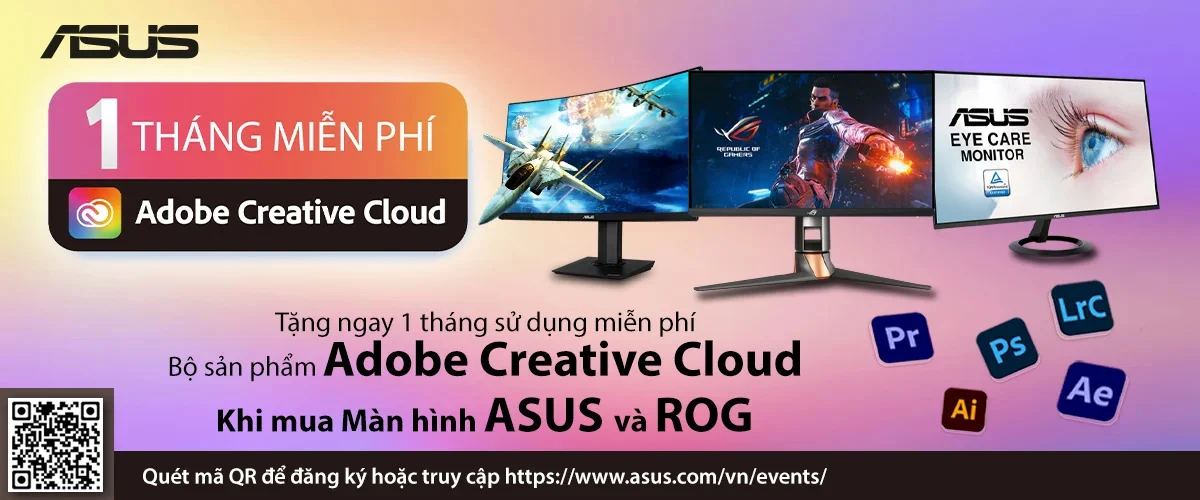 ASUS
1 THÁNG MIỄN PHÍ
Adobe Creative Cloud
ASUS
REPUBLIC OF
GAMERS
ASUS
EYE CARE
MONITOR
ASUS
Tặng ngay 1 tháng sử dụng miễn phí
Bộ sản phẩm Adobe Creative Cloud
Khi mua Màn hình ASUS và ROG
Pr
Ps
LrC
Ai
Ae
Quét mã QR để đăng ký hoặc truy cập https://www.asus.com/vn/events/